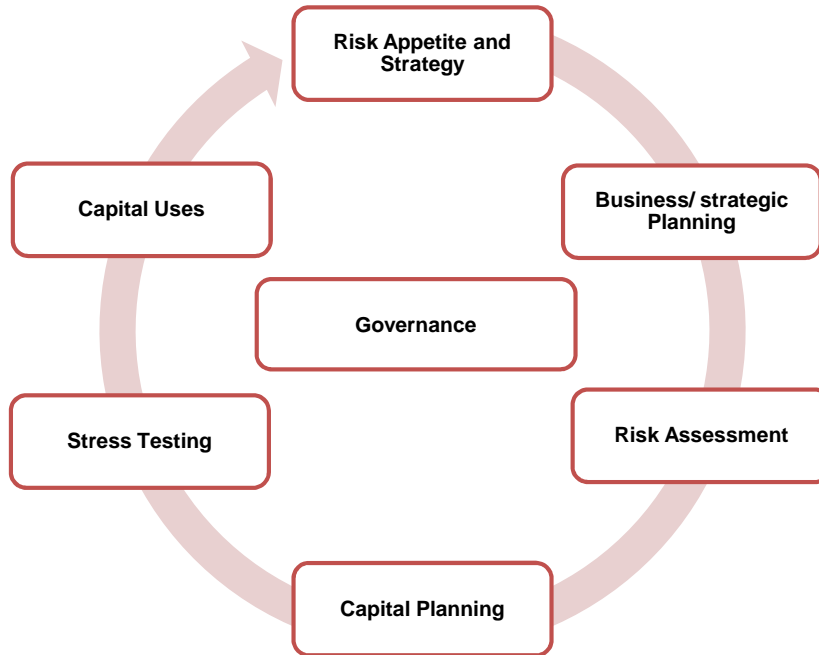 Risk Appetite and
Strategy
Business/ strategic
Planning
Capital Uses
Governance
Risk Assessment
Stress Testing
Capital Planning